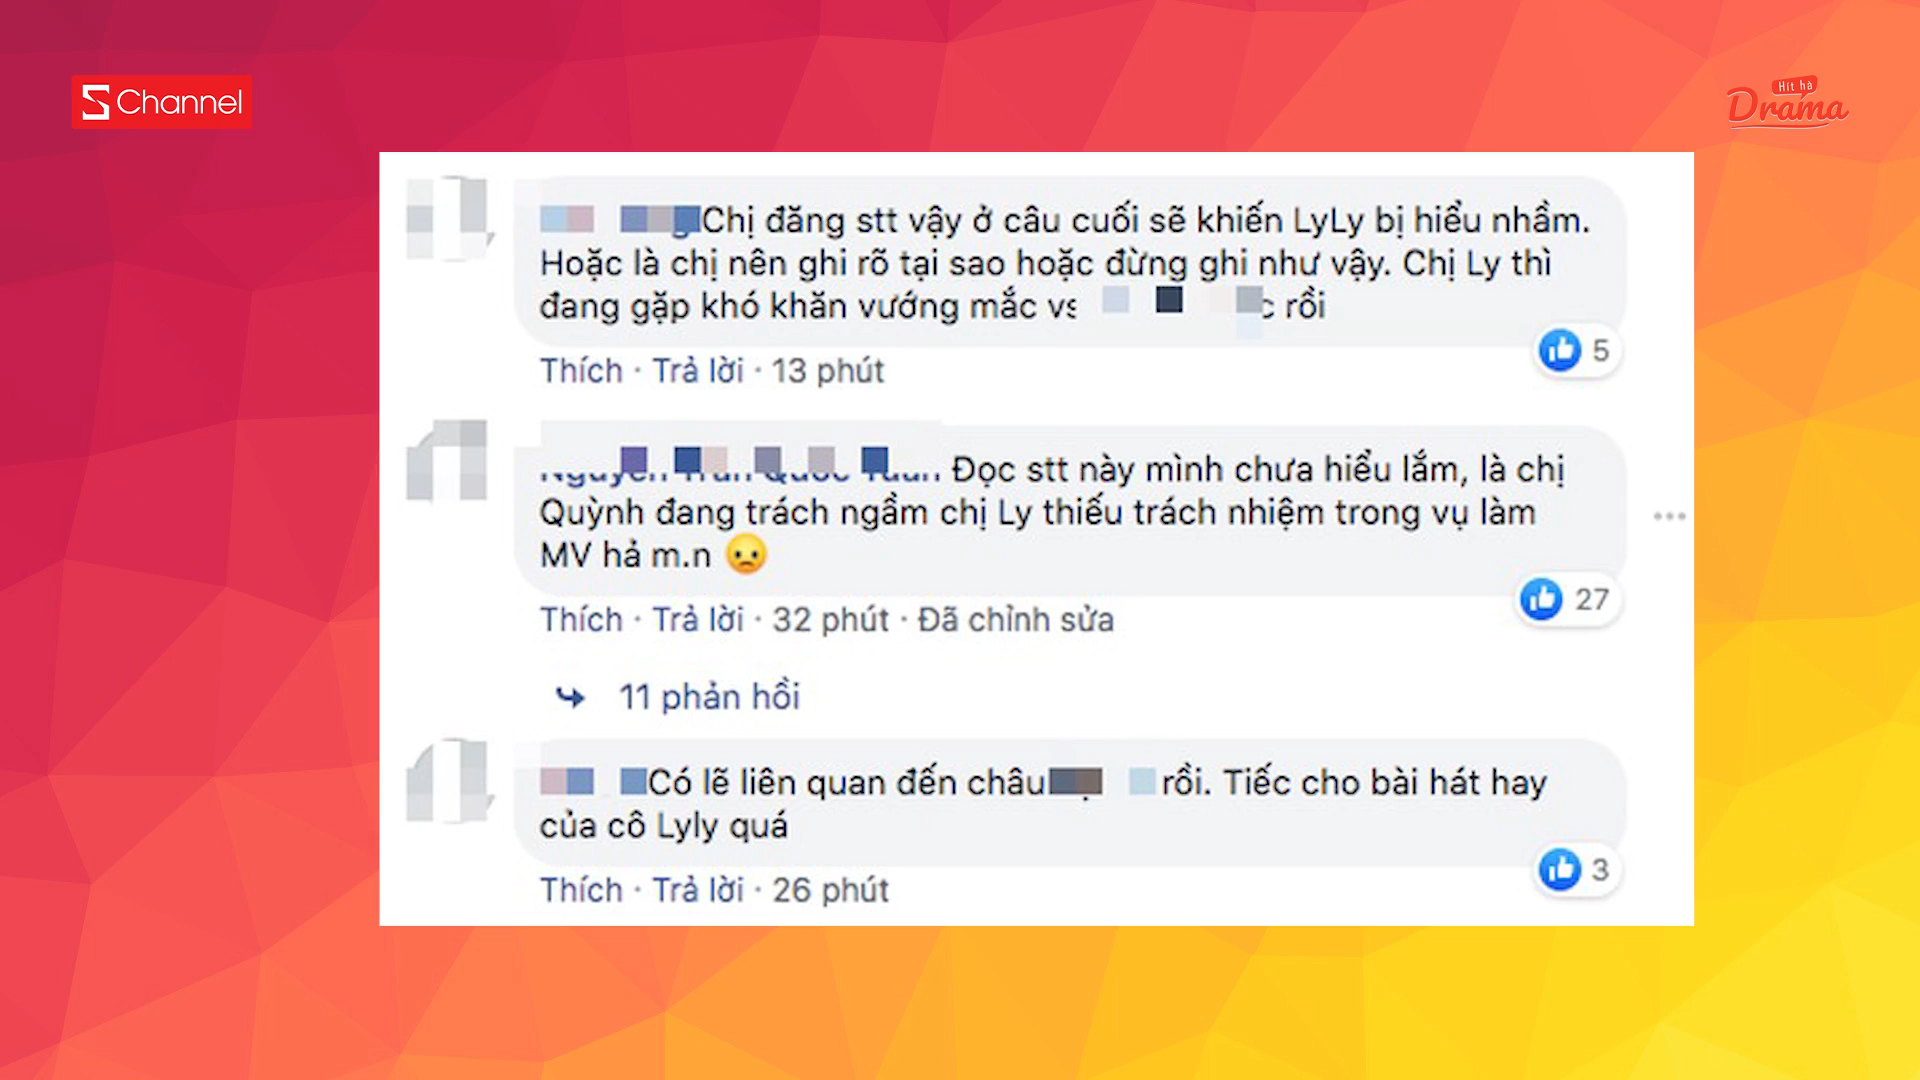 S Channel
Hít hà
Drama
Chị đăng stt vậy ở câu cuối sẽ khiến LyLy bị hiểu nhầm.
Hoặc là chị nên ghi rõ tại sao hoặc đừng ghi như vậy. Chị Ly thì
đang gặp khó khăn vướng mắc vs rồi
5
Thích · Trả lời · 13 phút
Đọc stt này mình chưa hiểu lắm, là chị
Quỳnh đang trách ngầm chị Ly thiếu trách nhiệm trong vụ làm
MV hả m.n 😠
27
Thích · Trả lời · 32 phút · Đã chỉnh sửa
11 phản hồi
Có lẽ liên quan đến châu rồi. Tiếc cho bài hát hay
của cô Lyly quá
3
Thích · Trả lời · 26 phút